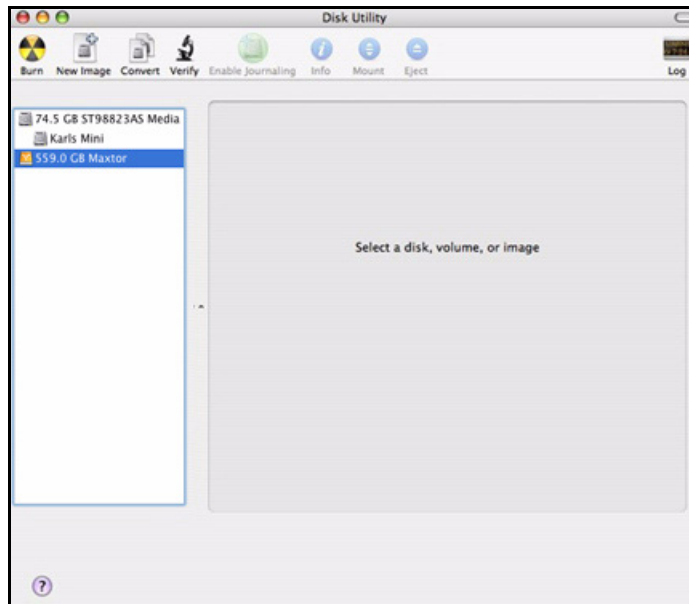 Disk Utility
Burn New Image Convert Verify Enable Journaling Info Mount Eject Log
74.5 GB ST98823AS Media
Karls Mini
559.0 GB Maxtor
Select a disk, volume, or image
?